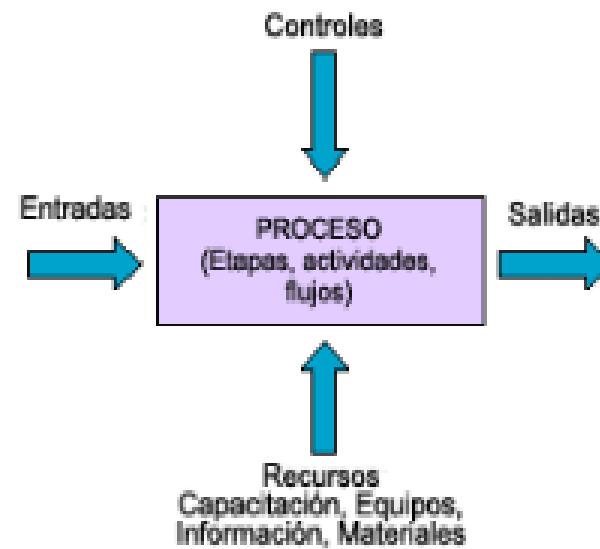 Controles
Entradas
PROCESO
(Etapas, actividades,
flujos)
Salidas
Recursos
Capacitación, Equipos,
Información, Materiales